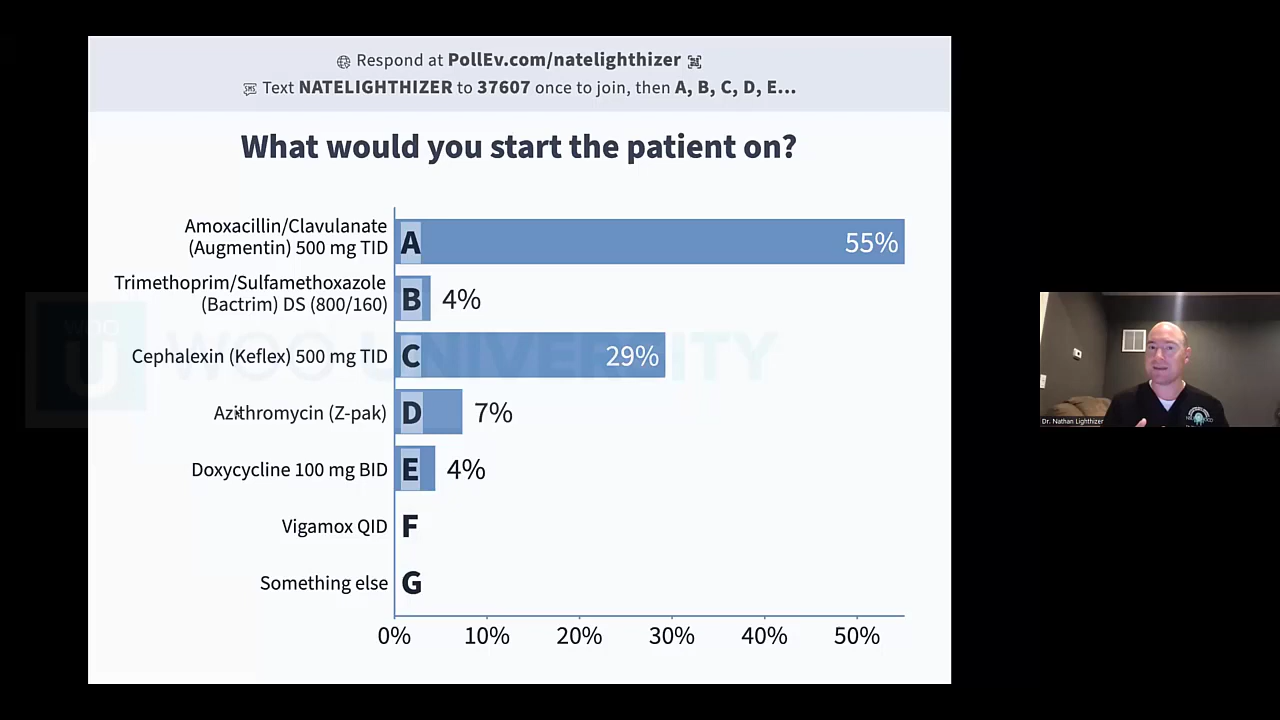 Respond at PollEv.com/natelighthizer
Text NATELIGHTHIZER to 37607 once to join, then A, B, C, D, E...
What would you start the patient on?
Amoxacillin/Clavulanate
(Augmentin) 500 mg TID
A
55%
Trimethoprim/Sulfamethoxazole
(Bactrim) DS (800/160)
B
4%
Cephalexin (Keflex) 500 mg TID
C
29%
Azithromycin (Z-pak)
D
7%
Doxycycline 100 mg BID
E
4%
Vigamox QID
F
Something else
G
0%
10%
20%
30%
40%
50%
WOO
U
WOO UNIVERSITY
Dr. Nathan Lighthizer